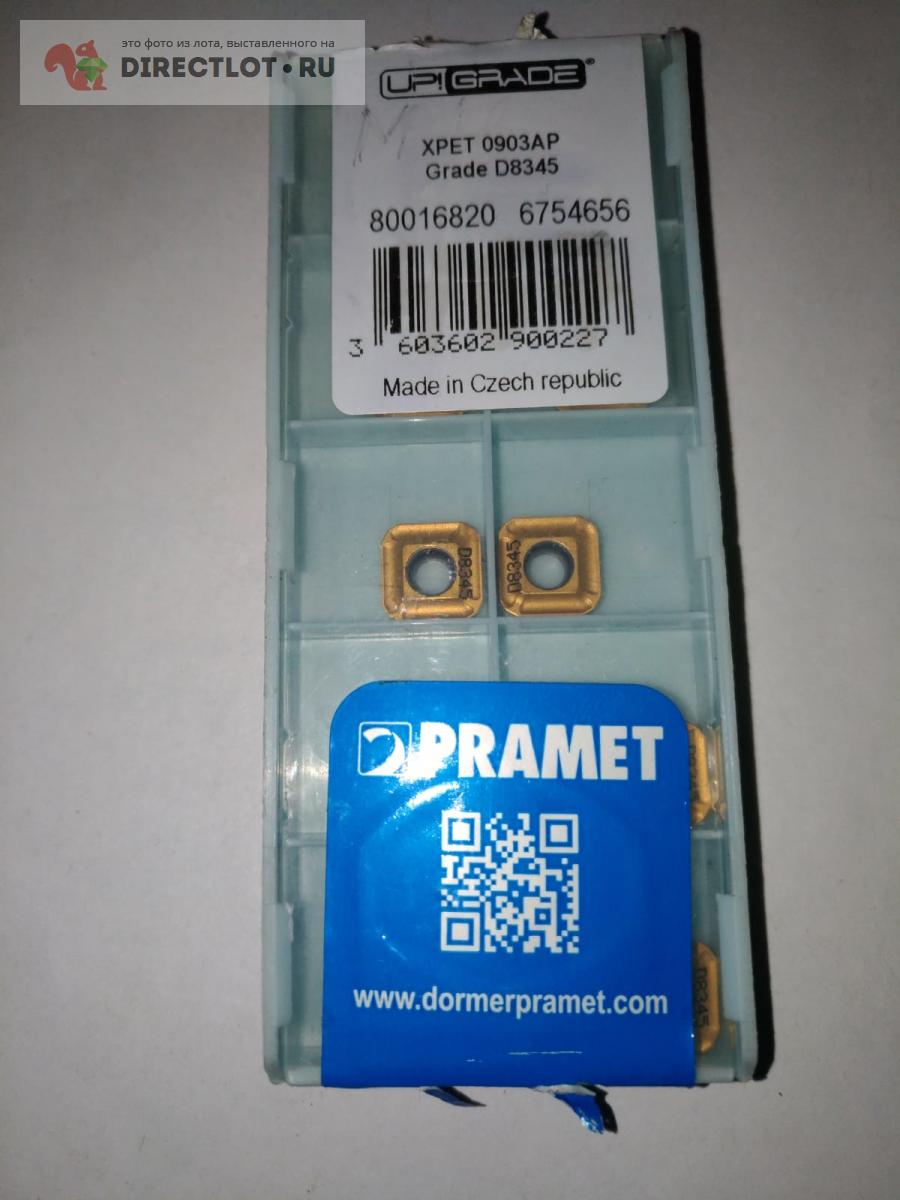 это фото из лота, выставленного на
DIRECTLOT.RU
UP!GRADE®
XPET 0903AP
Grade D8345
80016820 6754656
3 603602 900227
Made in Czech republic
D8345
D8345
PRAMET
www.dormerpramet.com
D8345